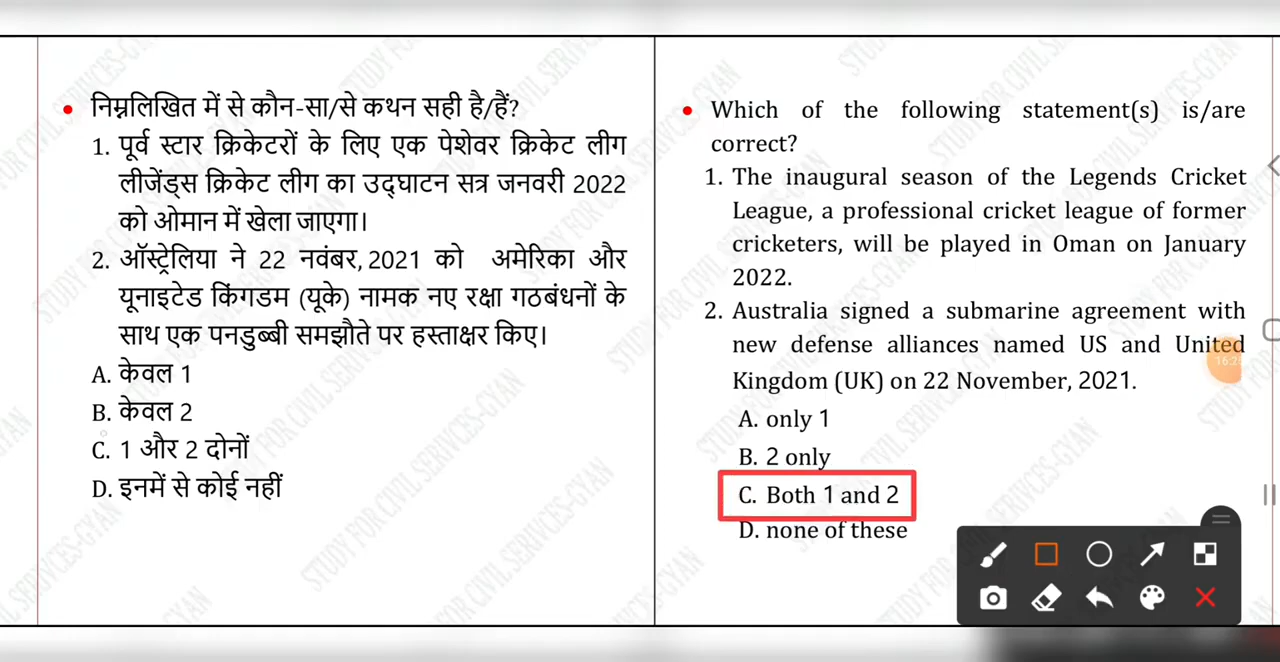 निम्नलिखित में से कौन-सा/से कथन सही है/हैं?
1. पूर्व स्टार क्रिकेटरों के लिए एक पेशेवर क्रिकेट लीग
लीजेंड्स क्रिकेट लीग का उद्घाटन सत्र जनवरी 2022
को ओमान में खेला जाएगा।
2. ऑस्ट्रेलिया ने 22 नवंबर, 2021 को अमेरिका और
यूनाइटेड किंगडम (यूके) नामक नए रक्षा गठबंधनों के
साथ एक पनडुब्बी समझौते पर हस्ताक्षर किए।
A. केवल 1
B. केवल 2
C. 1 और 2 दोनों
D. इनमें से कोई नहीं
Which of the following statement(s) is/are
correct?
1. The inaugural season of the Legends Cricket
League, a professional cricket league of former
cricketers, will be played in Oman on January
2022.
2. Australia signed a submarine agreement with
new defense alliances named US and United
Kingdom (UK) on 22 November, 2021.
A. only 1
B. 2 only
C. Both 1 and 2
D. none of these
STUDY FOR CIVIL SERIVCES-GYAN